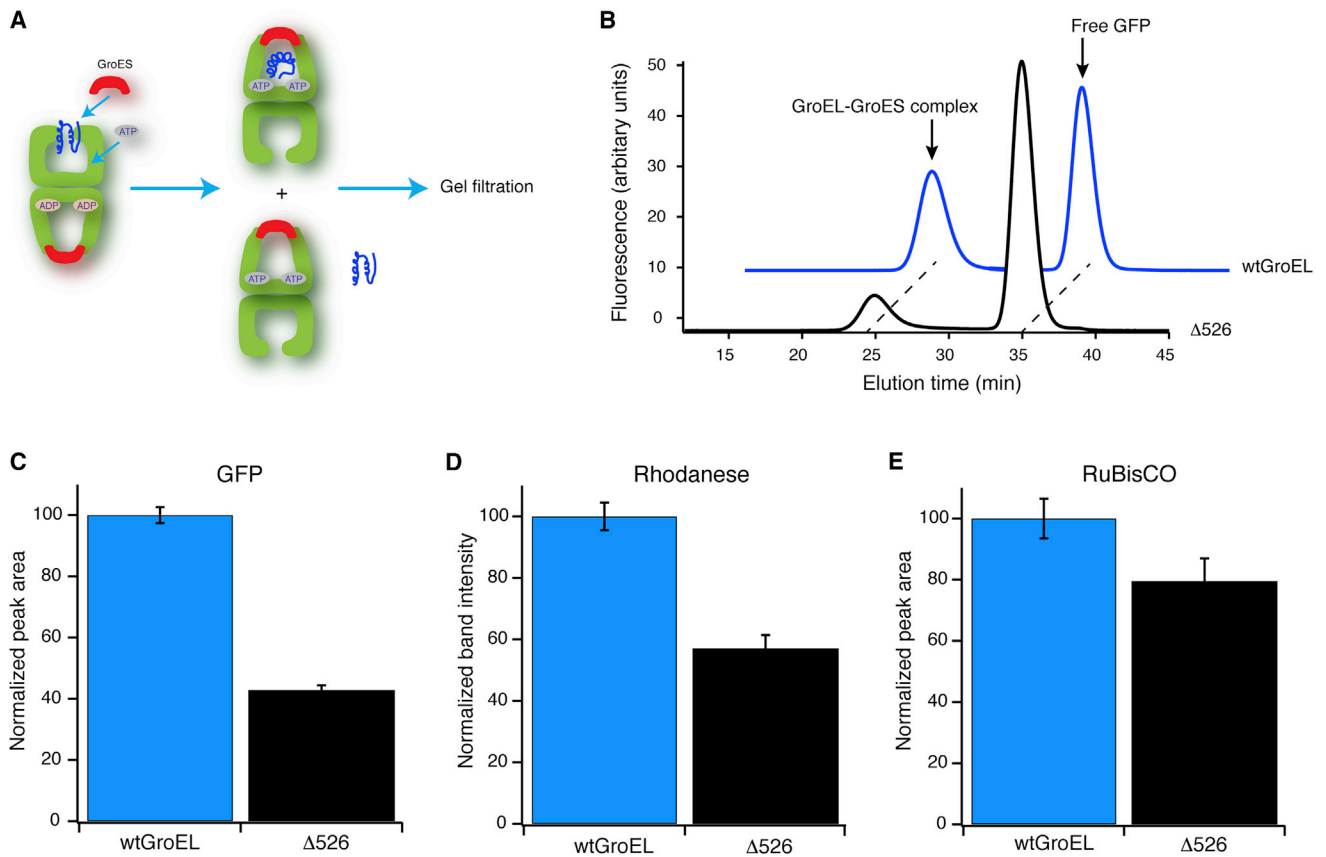 A
GroES
ATP
ADP ADP
ATP ATP
+
ATP ATP
Gel filtration
B
Free GFP
GroEL-GroES complex
Fluorescence (arbitary units)
50
40
30
20
10
0
wtGroEL
Δ526
15 20 25 30 35 40 45
Elution time (min)
C
GFP
Normalized peak area
100
80
60
40
20
0
wtGroEL Δ526
D
Rhodanese
Normalized band intensity
100
80
60
40
20
0
wtGroEL Δ526
E
RuBisCO
Normalized peak area
100
80
60
40
20
0
wtGroEL Δ526